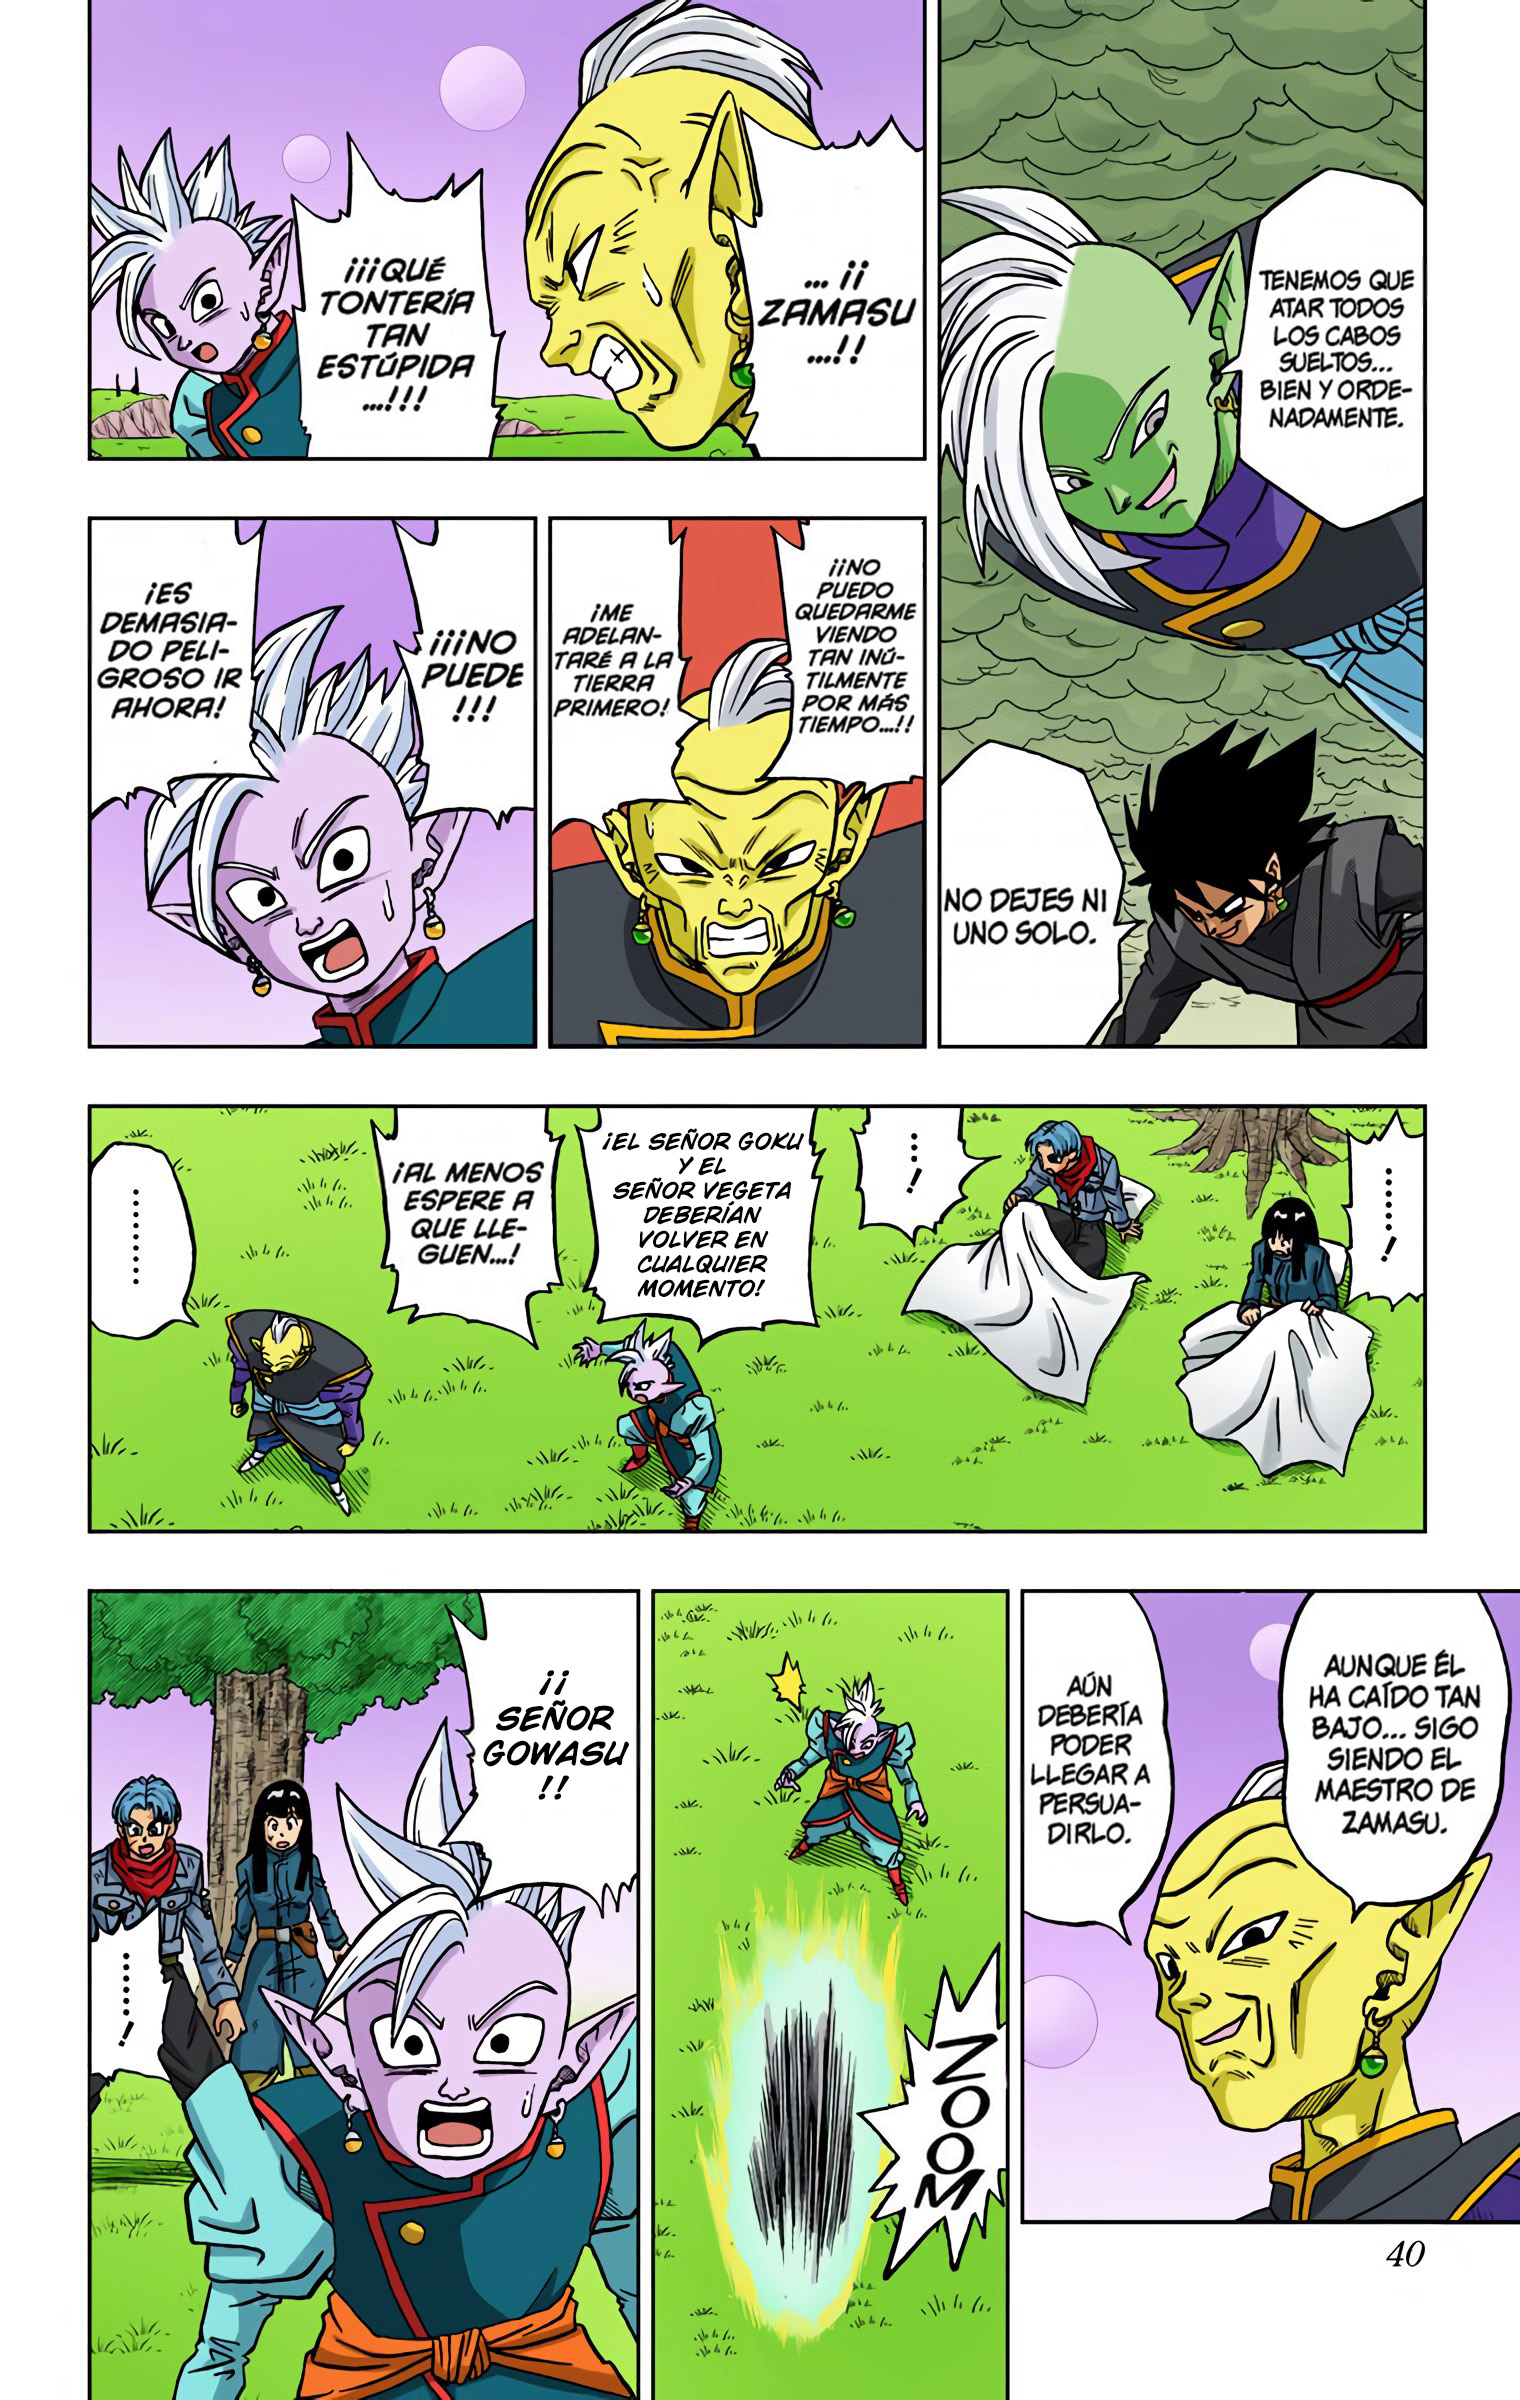 TENEMOS QUE
ATAR TODOS
LOS CABOS
SUELTOS...
BIEN Y ORDE-
NADAMENTE.
NO DEJES NI
UNO SOLO.
...¡¡
ZAMASU
...!!
¡¡¡QUÉ
TONTERÍA
TAN
ESTÚPIDA
...!!!
¡¡NO
PUEDO
QUEDARME
VIENDO
TAN INÚ-
TILMENTE
POR MÁS
TIEMPO...!!
¡ME
ADELAN-
TARÉ A LA
TIERRA
PRIMERO!
¡¡¡NO
PUEDE
!!!
¡ES
DEMASIA-
DO PELI-
GROSO IR
AHORA!
......!
...!
¡EL SEÑOR GOKU
Y EL
SEÑOR VEGETA
DEBERÍAN
VOLVER EN
CUALQUIER
MOMENTO!
¡AL MENOS
ESPERE A
QUE LLE-
GUEN...!
.........
AUNQUE ÉL
HA CAÍDO TAN
BAJO... SIGO
SIENDO EL
MAESTRO DE
ZAMASU.
AÚN
DEBERÍA
PODER
LLEGAR A
PERSUA-
DIRLO.
ZOOM
¡¡
SEÑOR
GOWASU
!!
......!
40